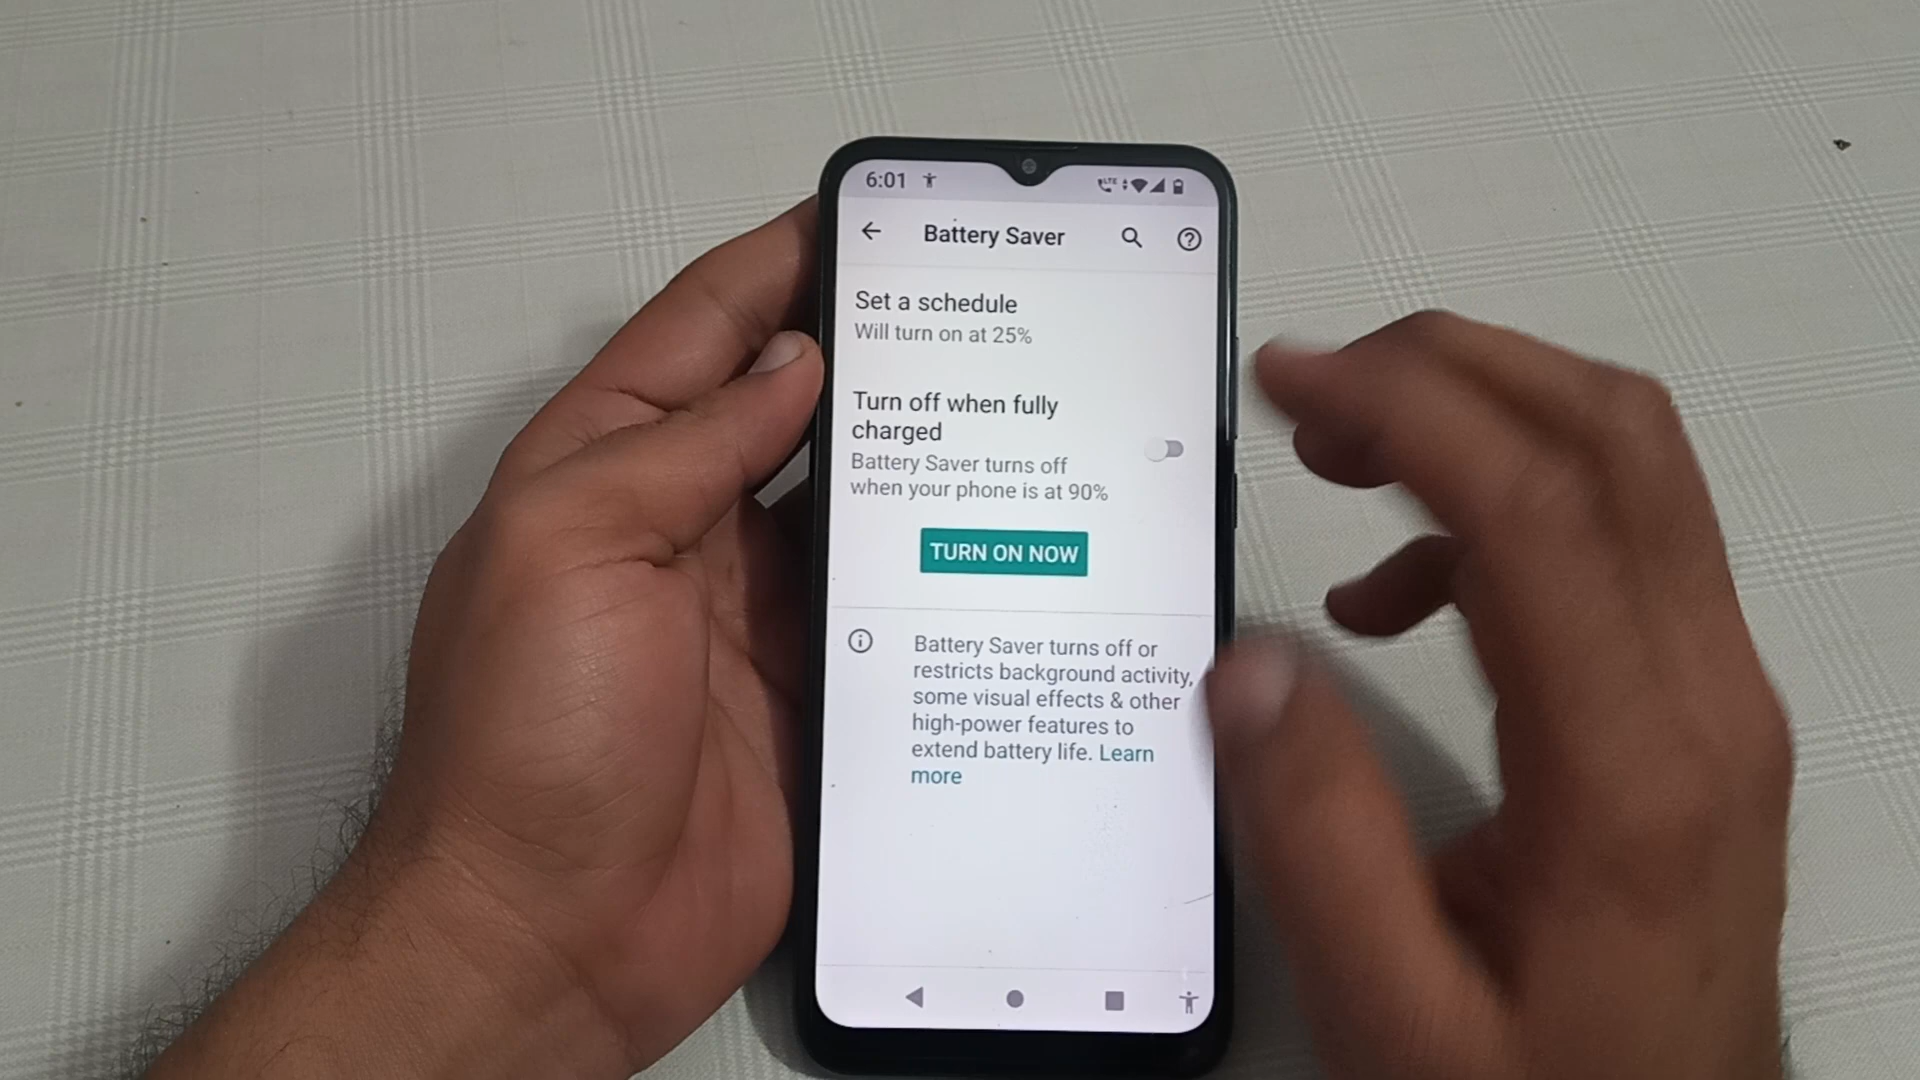 6:01
LTE
Battery Saver
Set a schedule
Will turn on at 25%
Turn off when fully
charged
Battery Saver turns off
when your phone is at 90%
TURN ON NOW
Battery Saver turns off or
restricts background activity,
some visual effects & other
high-power features to
extend battery life. Learn
more